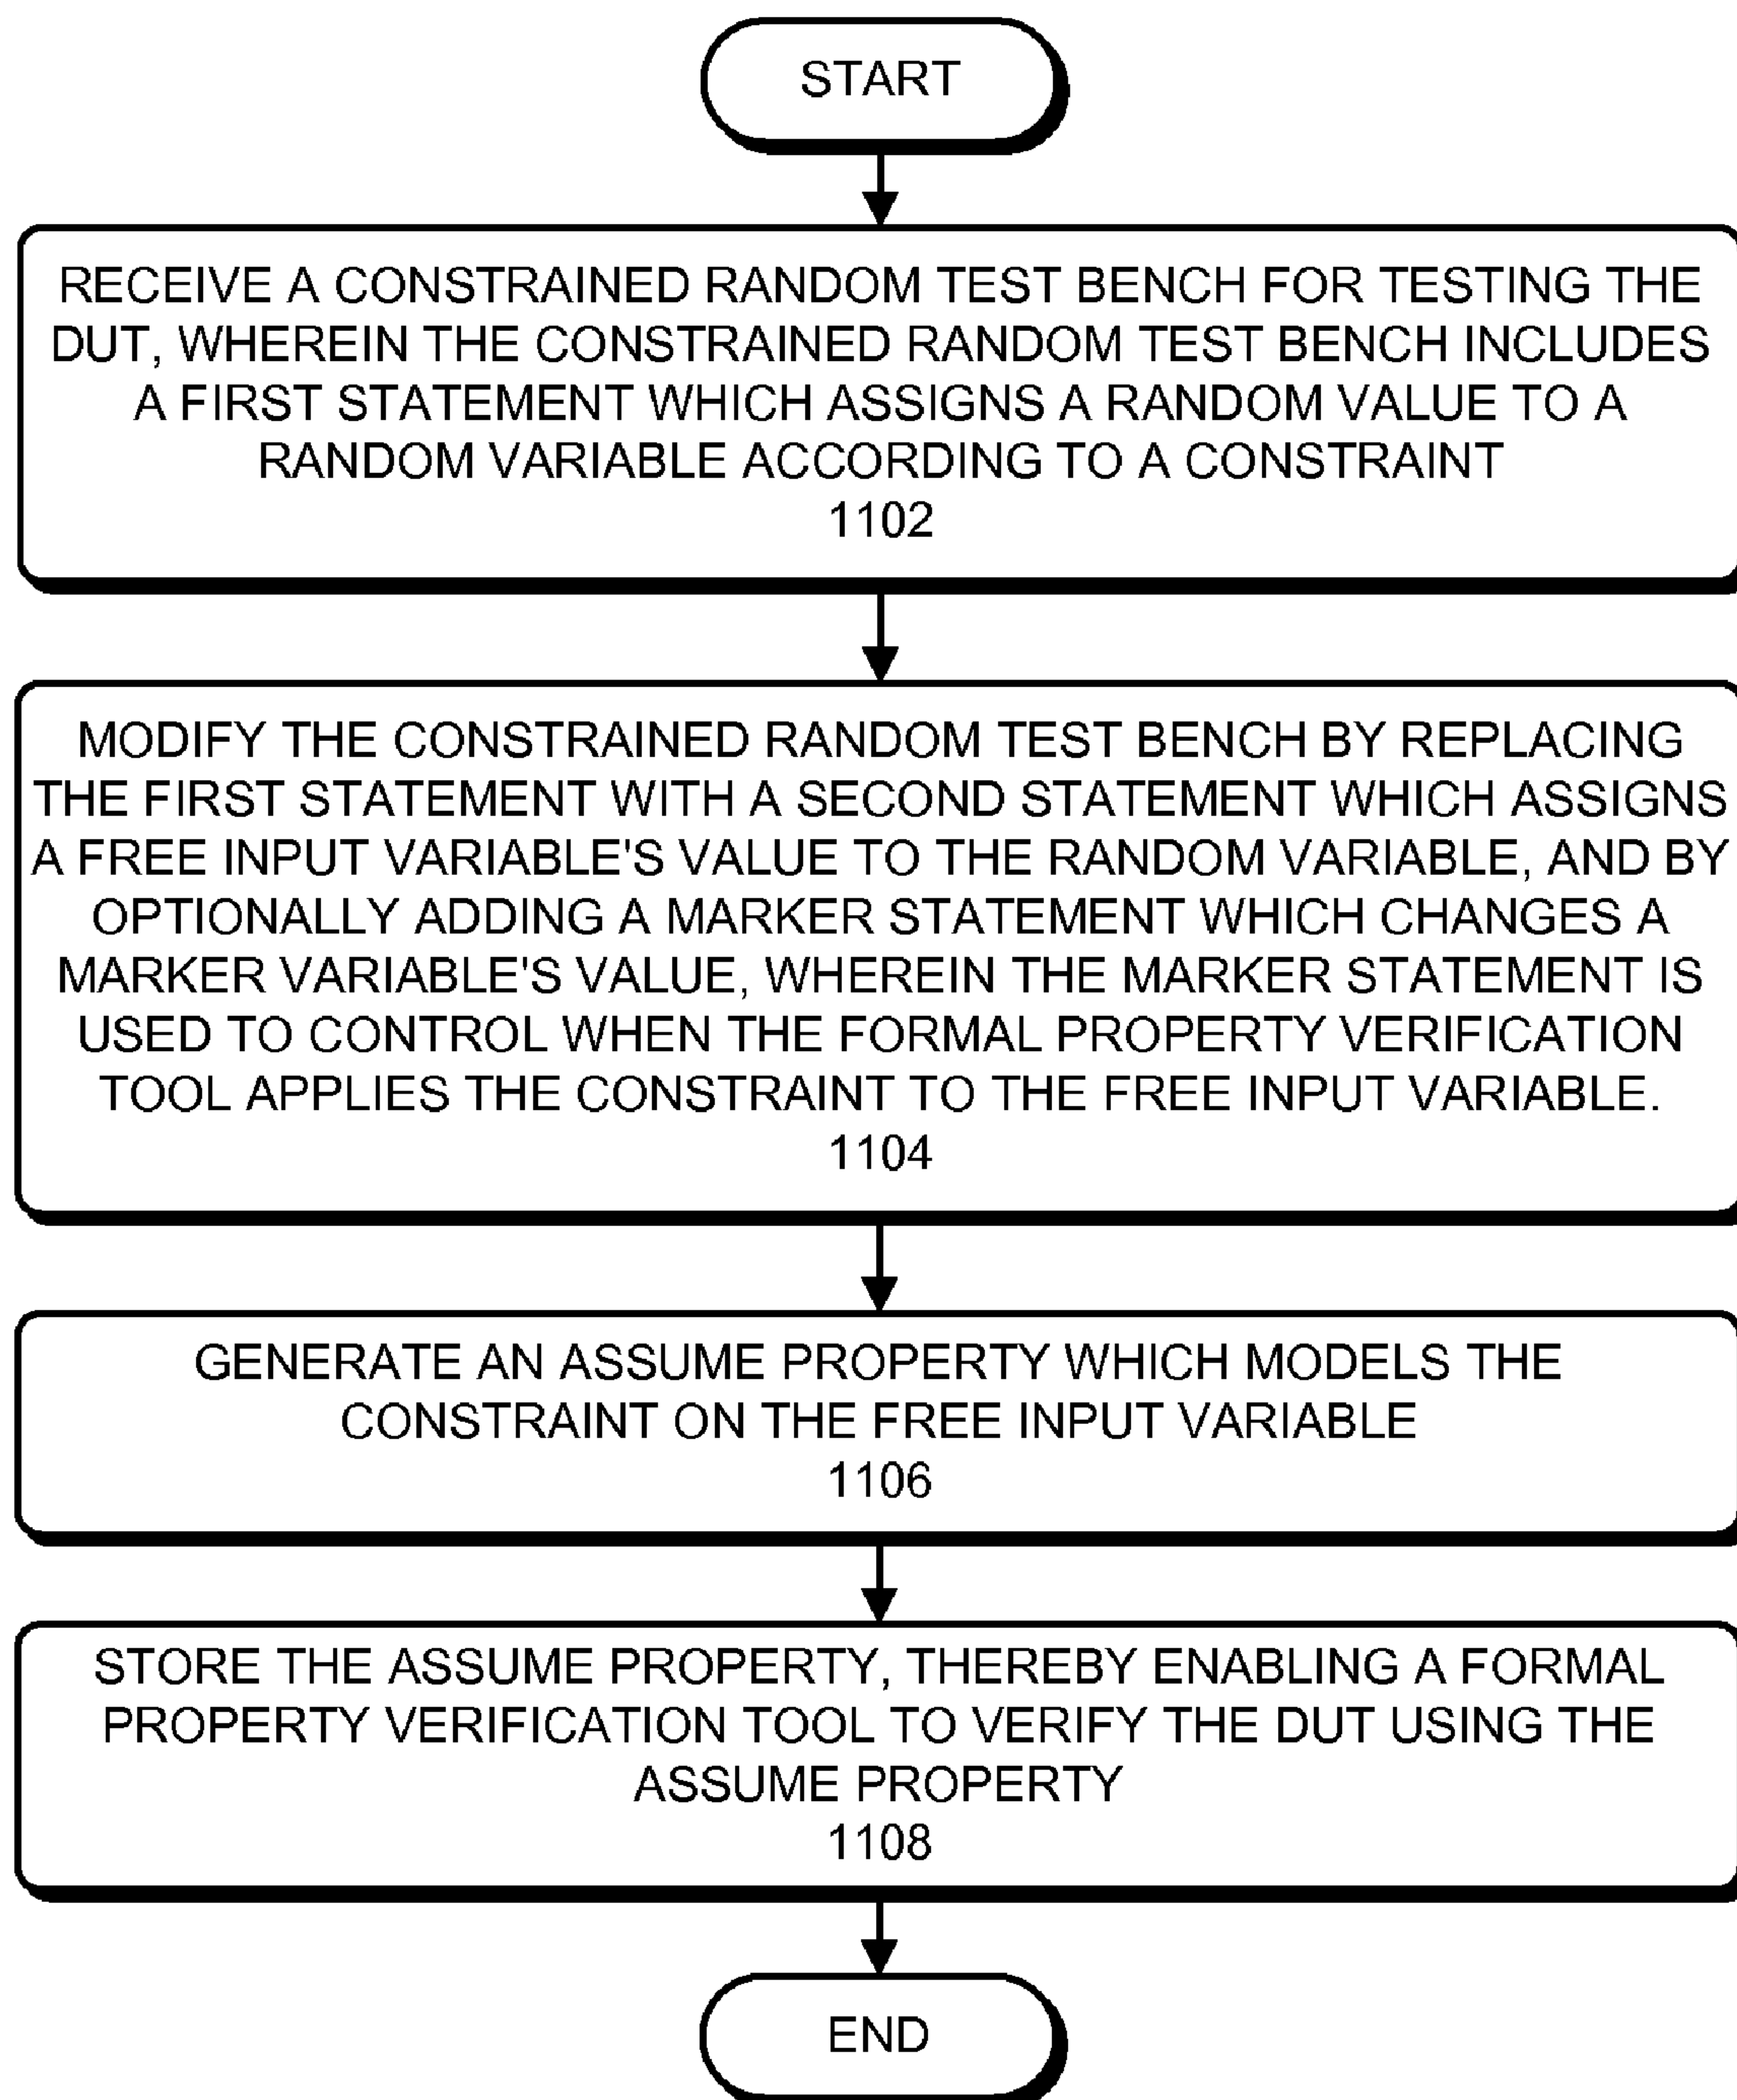 START
RECEIVE A CONSTRAINED RANDOM TEST BENCH FOR TESTING THE
DUT, WHEREIN THE CONSTRAINED RANDOM TEST BENCH INCLUDES
A FIRST STATEMENT WHICH ASSIGNS A RANDOM VALUE TO A
RANDOM VARIABLE ACCORDING TO A CONSTRAINT
1102
MODIFY THE CONSTRAINED RANDOM TEST BENCH BY REPLACING
THE FIRST STATEMENT WITH A SECOND STATEMENT WHICH ASSIGNS
A FREE INPUT VARIABLE'S VALUE TO THE RANDOM VARIABLE, AND BY
OPTIONALLY ADDING A MARKER STATEMENT WHICH CHANGES A
MARKER VARIABLE'S VALUE, WHEREIN THE MARKER STATEMENT IS
USED TO CONTROL WHEN THE FORMAL PROPERTY VERIFICATION
TOOL APPLIES THE CONSTRAINT TO THE FREE INPUT VARIABLE.
1104
GENERATE AN ASSUME PROPERTY WHICH MODELS THE
CONSTRAINT ON THE FREE INPUT VARIABLE
1106
STORE THE ASSUME PROPERTY, THEREBY ENABLING A FORMAL
PROPERTY VERIFICATION TOOL TO VERIFY THE DUT USING THE
ASSUME PROPERTY
1108
END